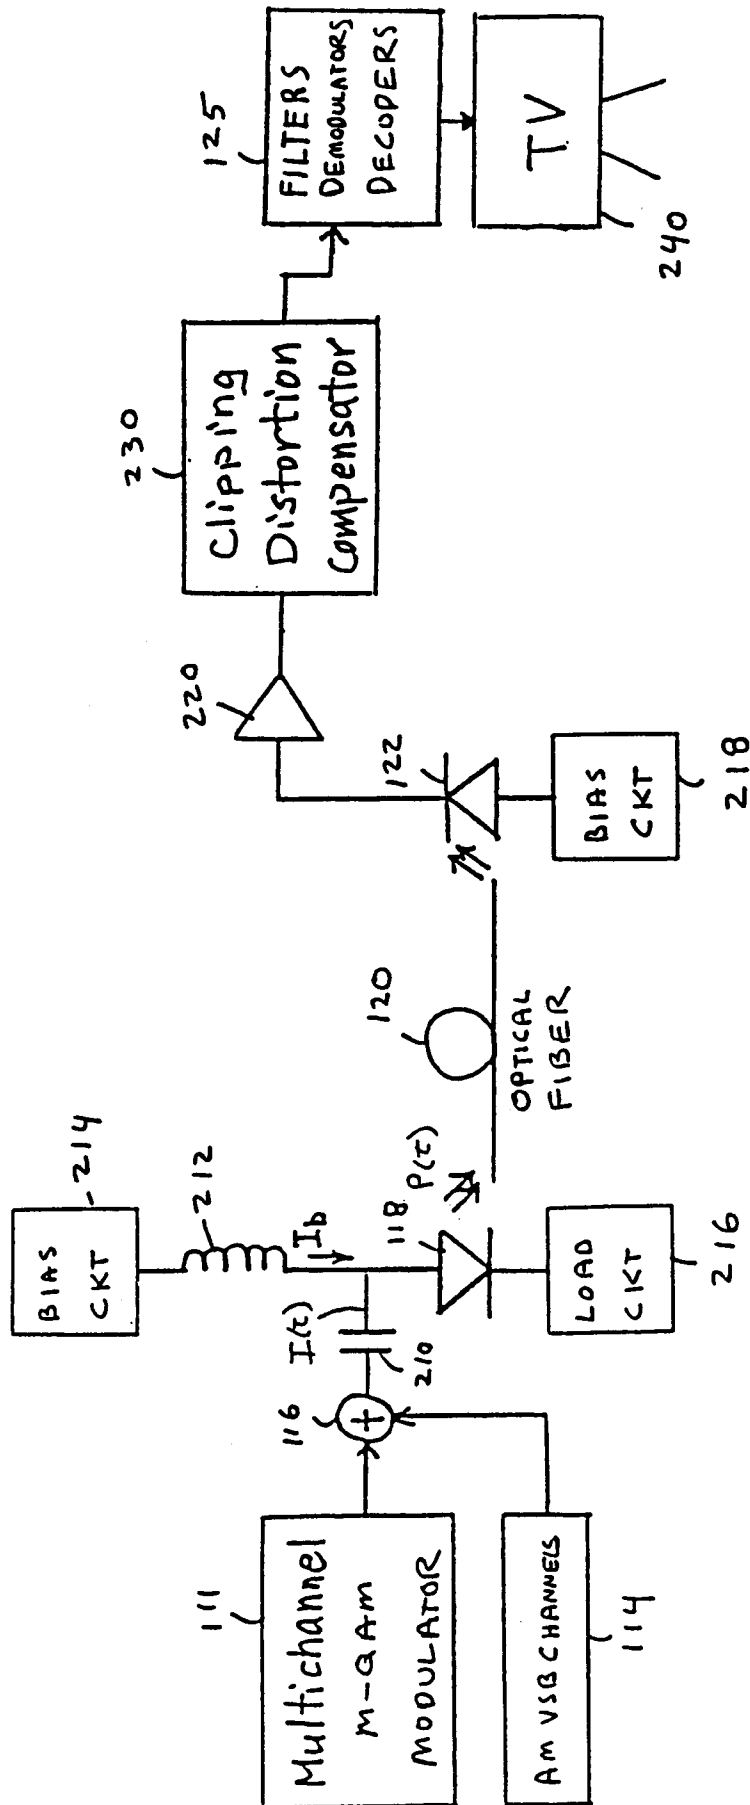 111
Multichannel
M-QAM
MODULATOR
AM VSB CHANNELS
114
116
+
I(t)
210
BIAS
CKT
214
212
Ib
118
P(t)
LOAD
CKT
216
120
OPTICAL
FIBER
122
BIAS
CKT
218
220
230
Clipping
Distortion
Compensator
125
FILTERS
DEMODULATORS
DECODERS
TV
240